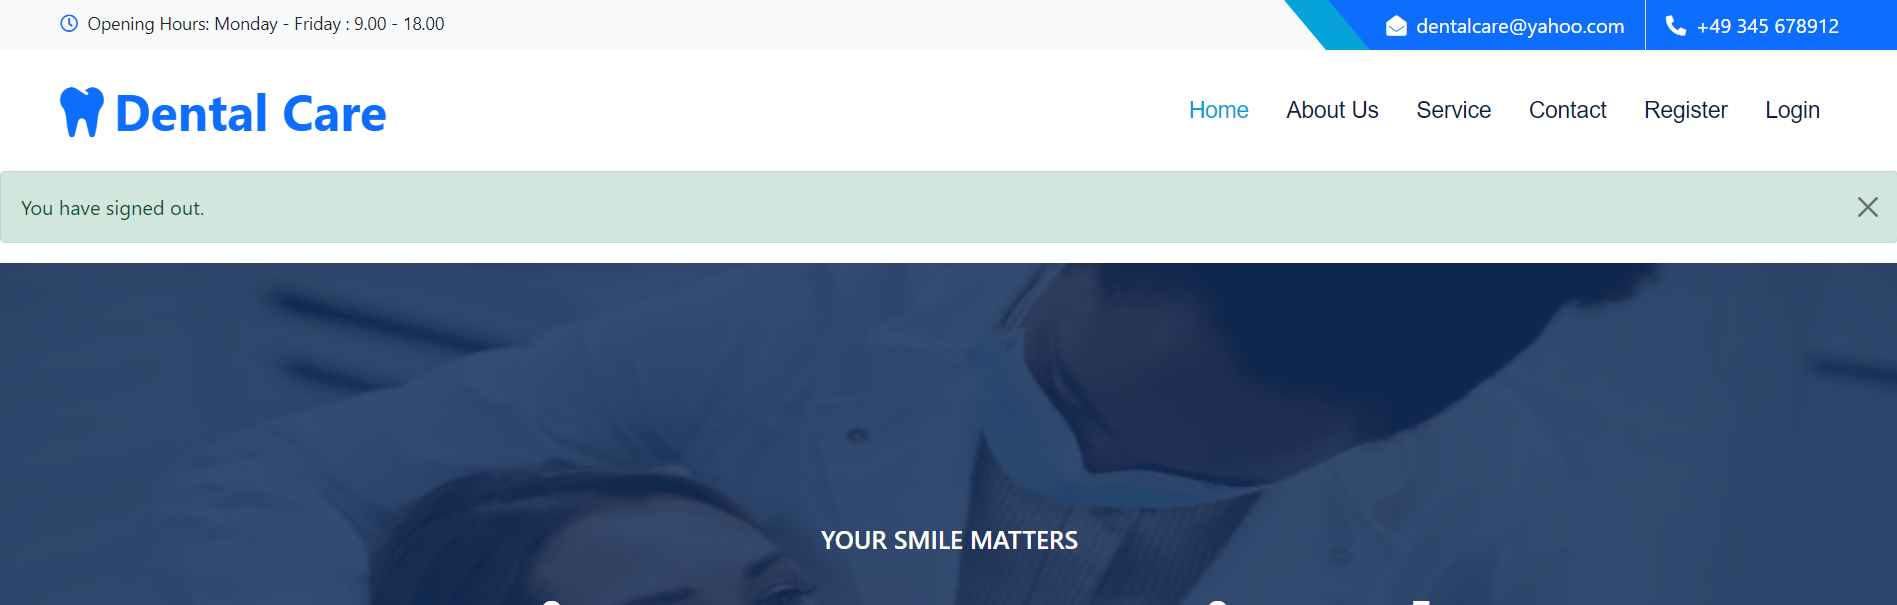 Opening Hours: Monday - Friday : 9.00 - 18.00
dentalcare@yahoo.com
+49 345 678912
Dental Care
Home About Us Service Contact Register Login
You have signed out.
YOUR SMILE MATTERS